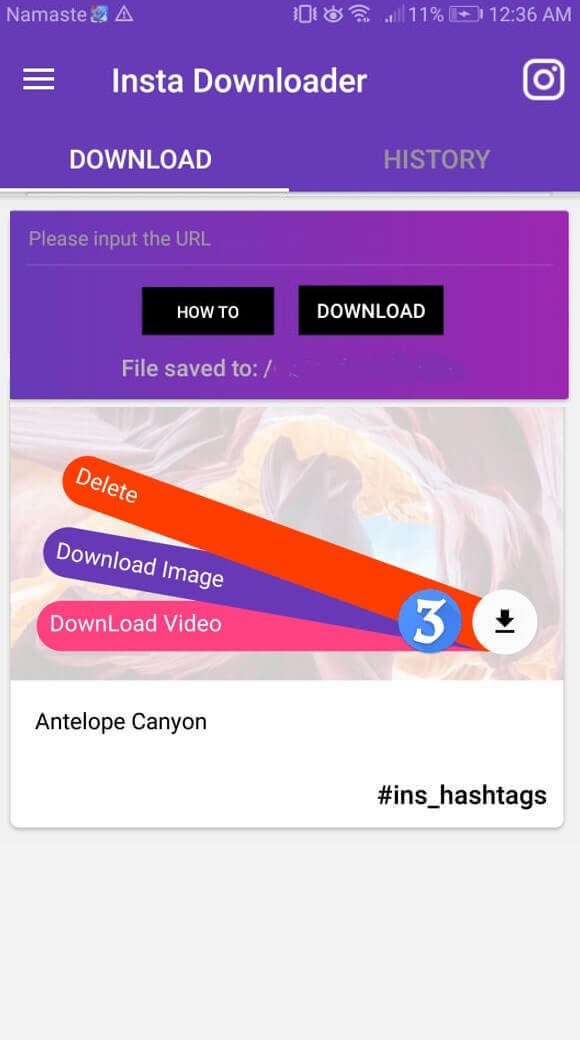 Namaste 11% 12:36 AM
Insta Downloader
DOWNLOAD HISTORY
Please input the URL
HOW TO DOWNLOAD
File saved to: /
Delete
Download Image
DownLoad Video
3
Antelope Canyon
#ins_hashtags